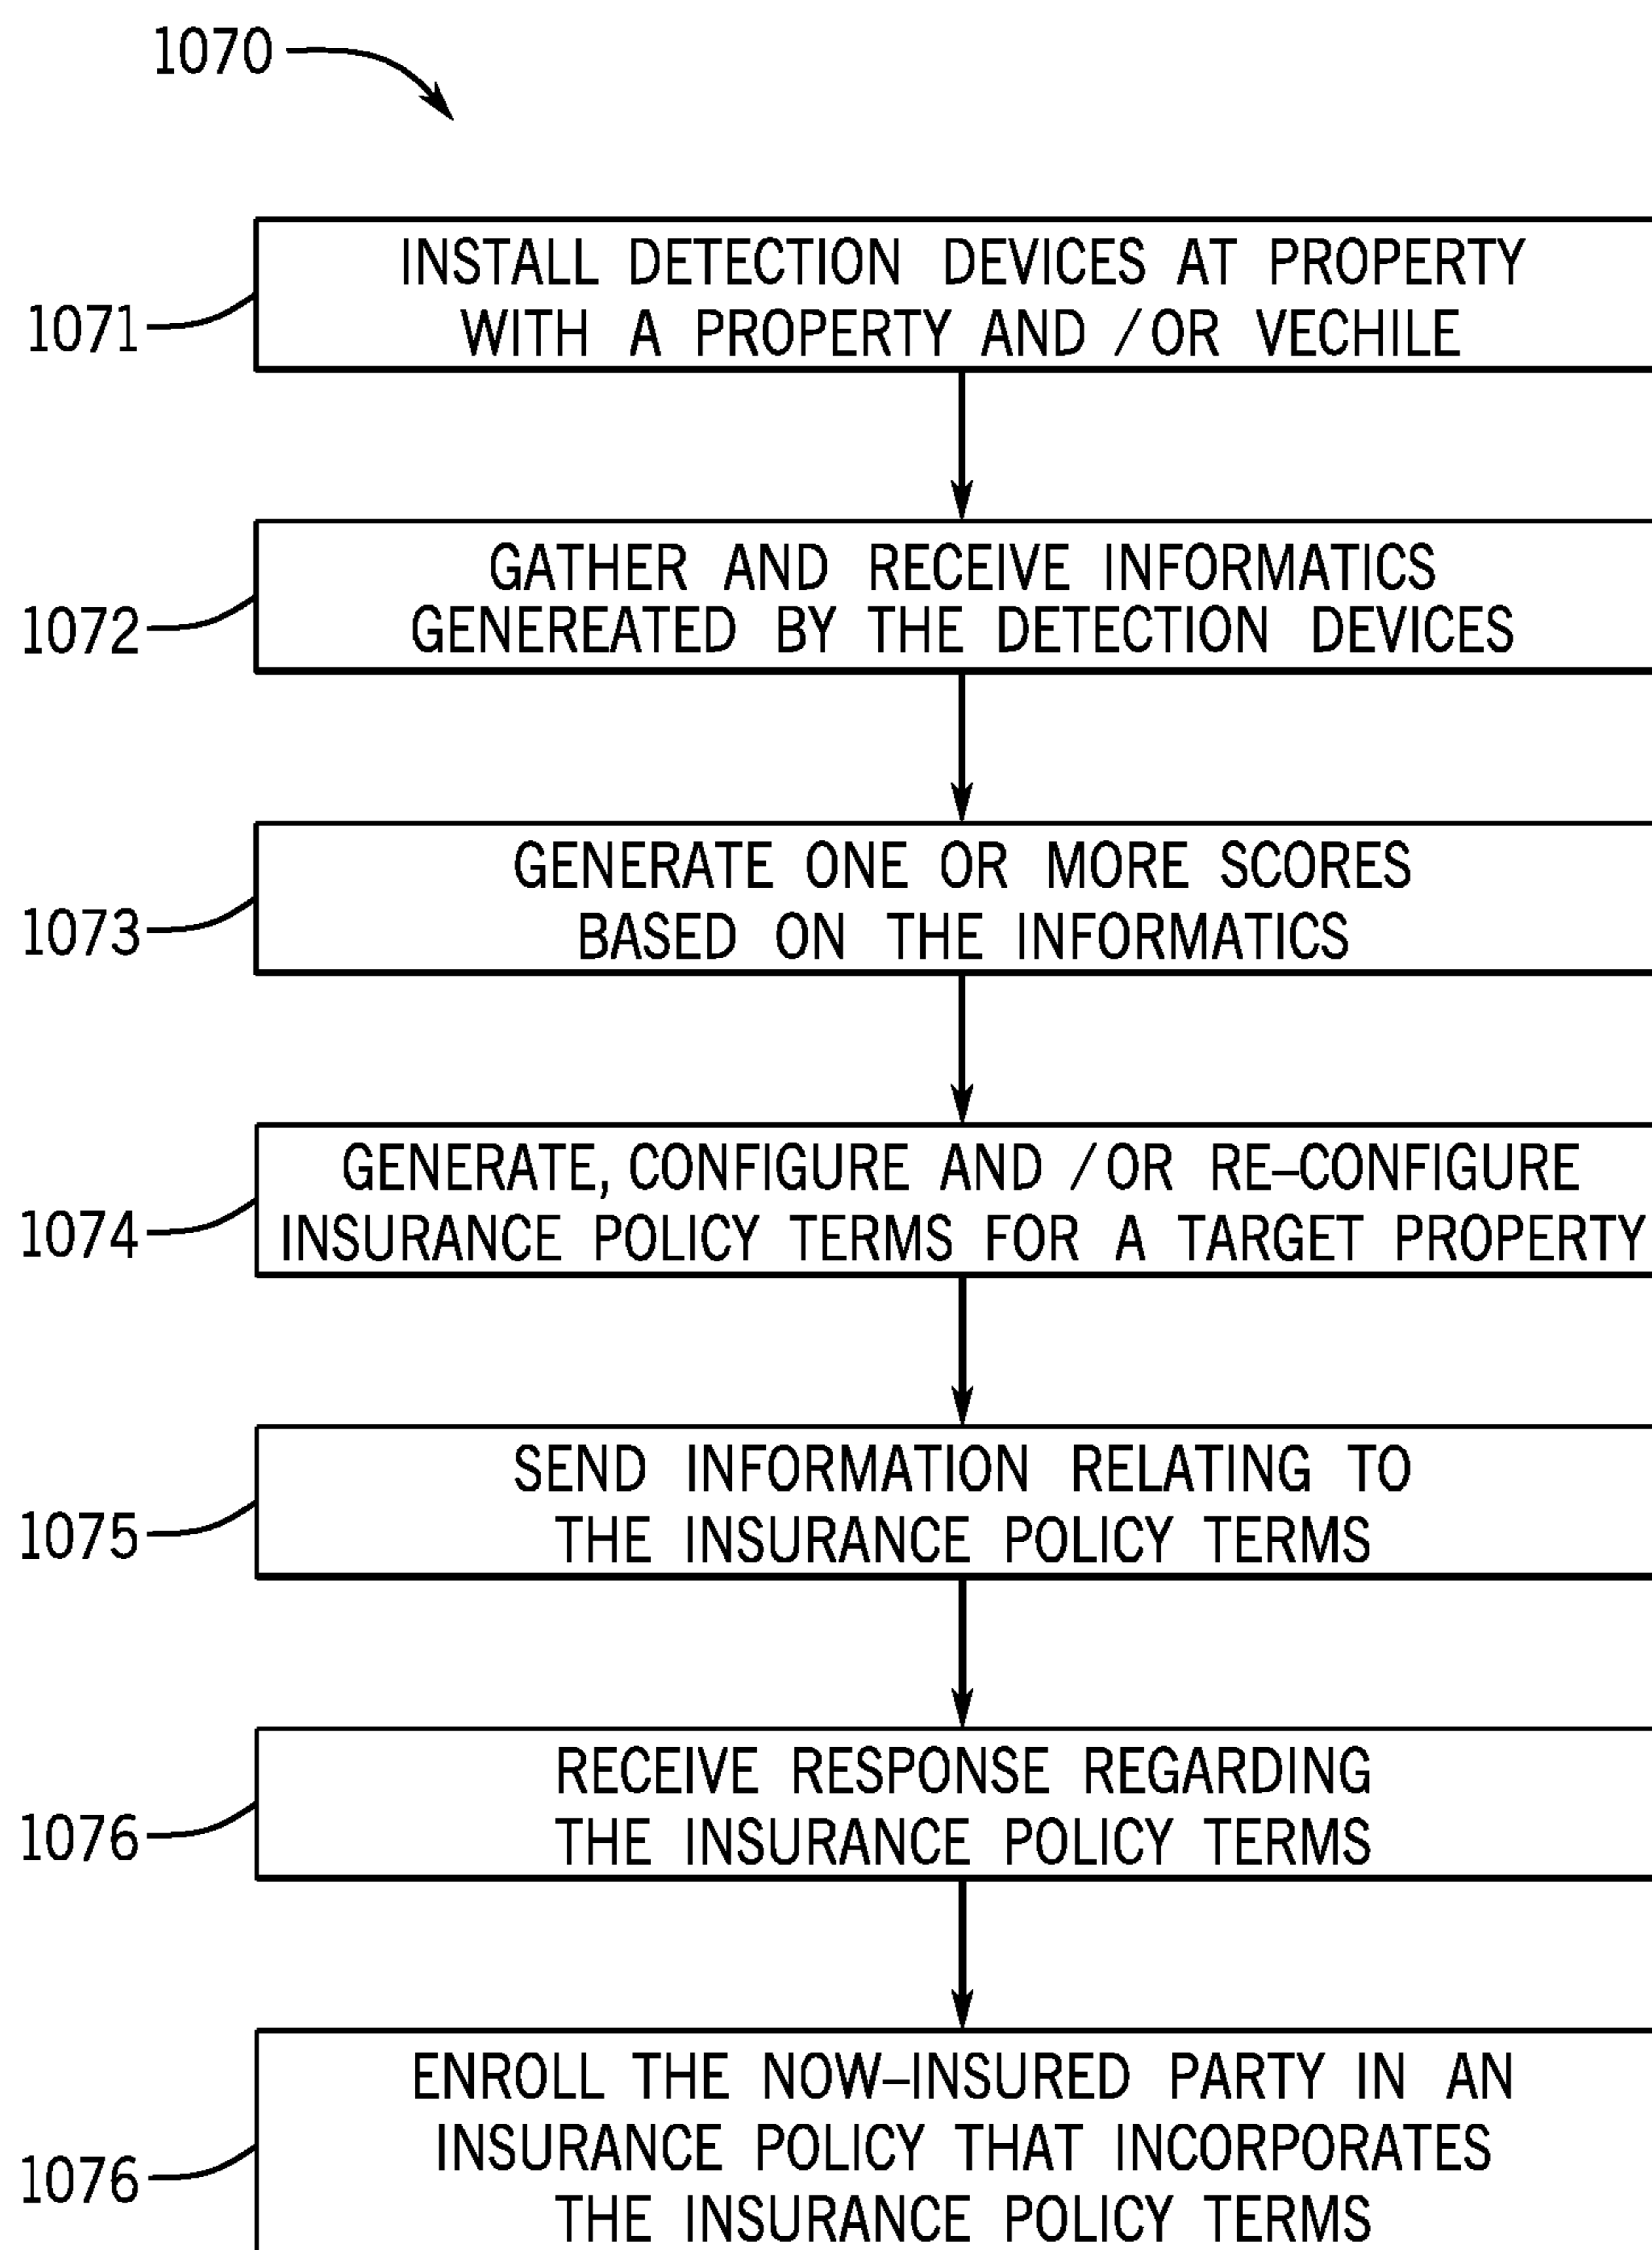 1070
INSTALL DETECTION DEVICES AT PROPERTY
WITH A PROPERTY AND /OR VECHILE
1071
GATHER AND RECEIVE INFORMATICS
GENEREATED BY THE DETECTION DEVICES
1072
GENERATE ONE OR MORE SCORES
BASED ON THE INFORMATICS
1073
GENERATE, CONFIGURE AND /OR RE-CONFIGURE
INSURANCE POLICY TERMS FOR A TARGET PROPERTY
1074
SEND INFORMATION RELATING TO
THE INSURANCE POLICY TERMS
1075
RECEIVE RESPONSE REGARDING
THE INSURANCE POLICY TERMS
1076
ENROLL THE NOW-INSURED PARTY IN AN
INSURANCE POLICY THAT INCORPORATES
THE INSURANCE POLICY TERMS
1076